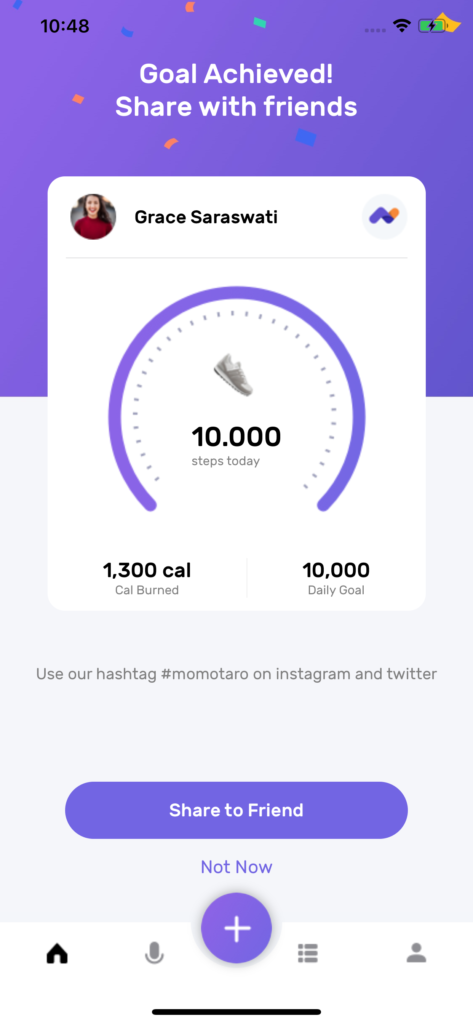 10:48
Goal Achieved!
Share with friends
Grace Saraswati
10.000
steps today
1,300 cal
Cal Burned
10,000
Daily Goal
Use our hashtag #momotaro on instagram and twitter
Share to Friend
Not Now